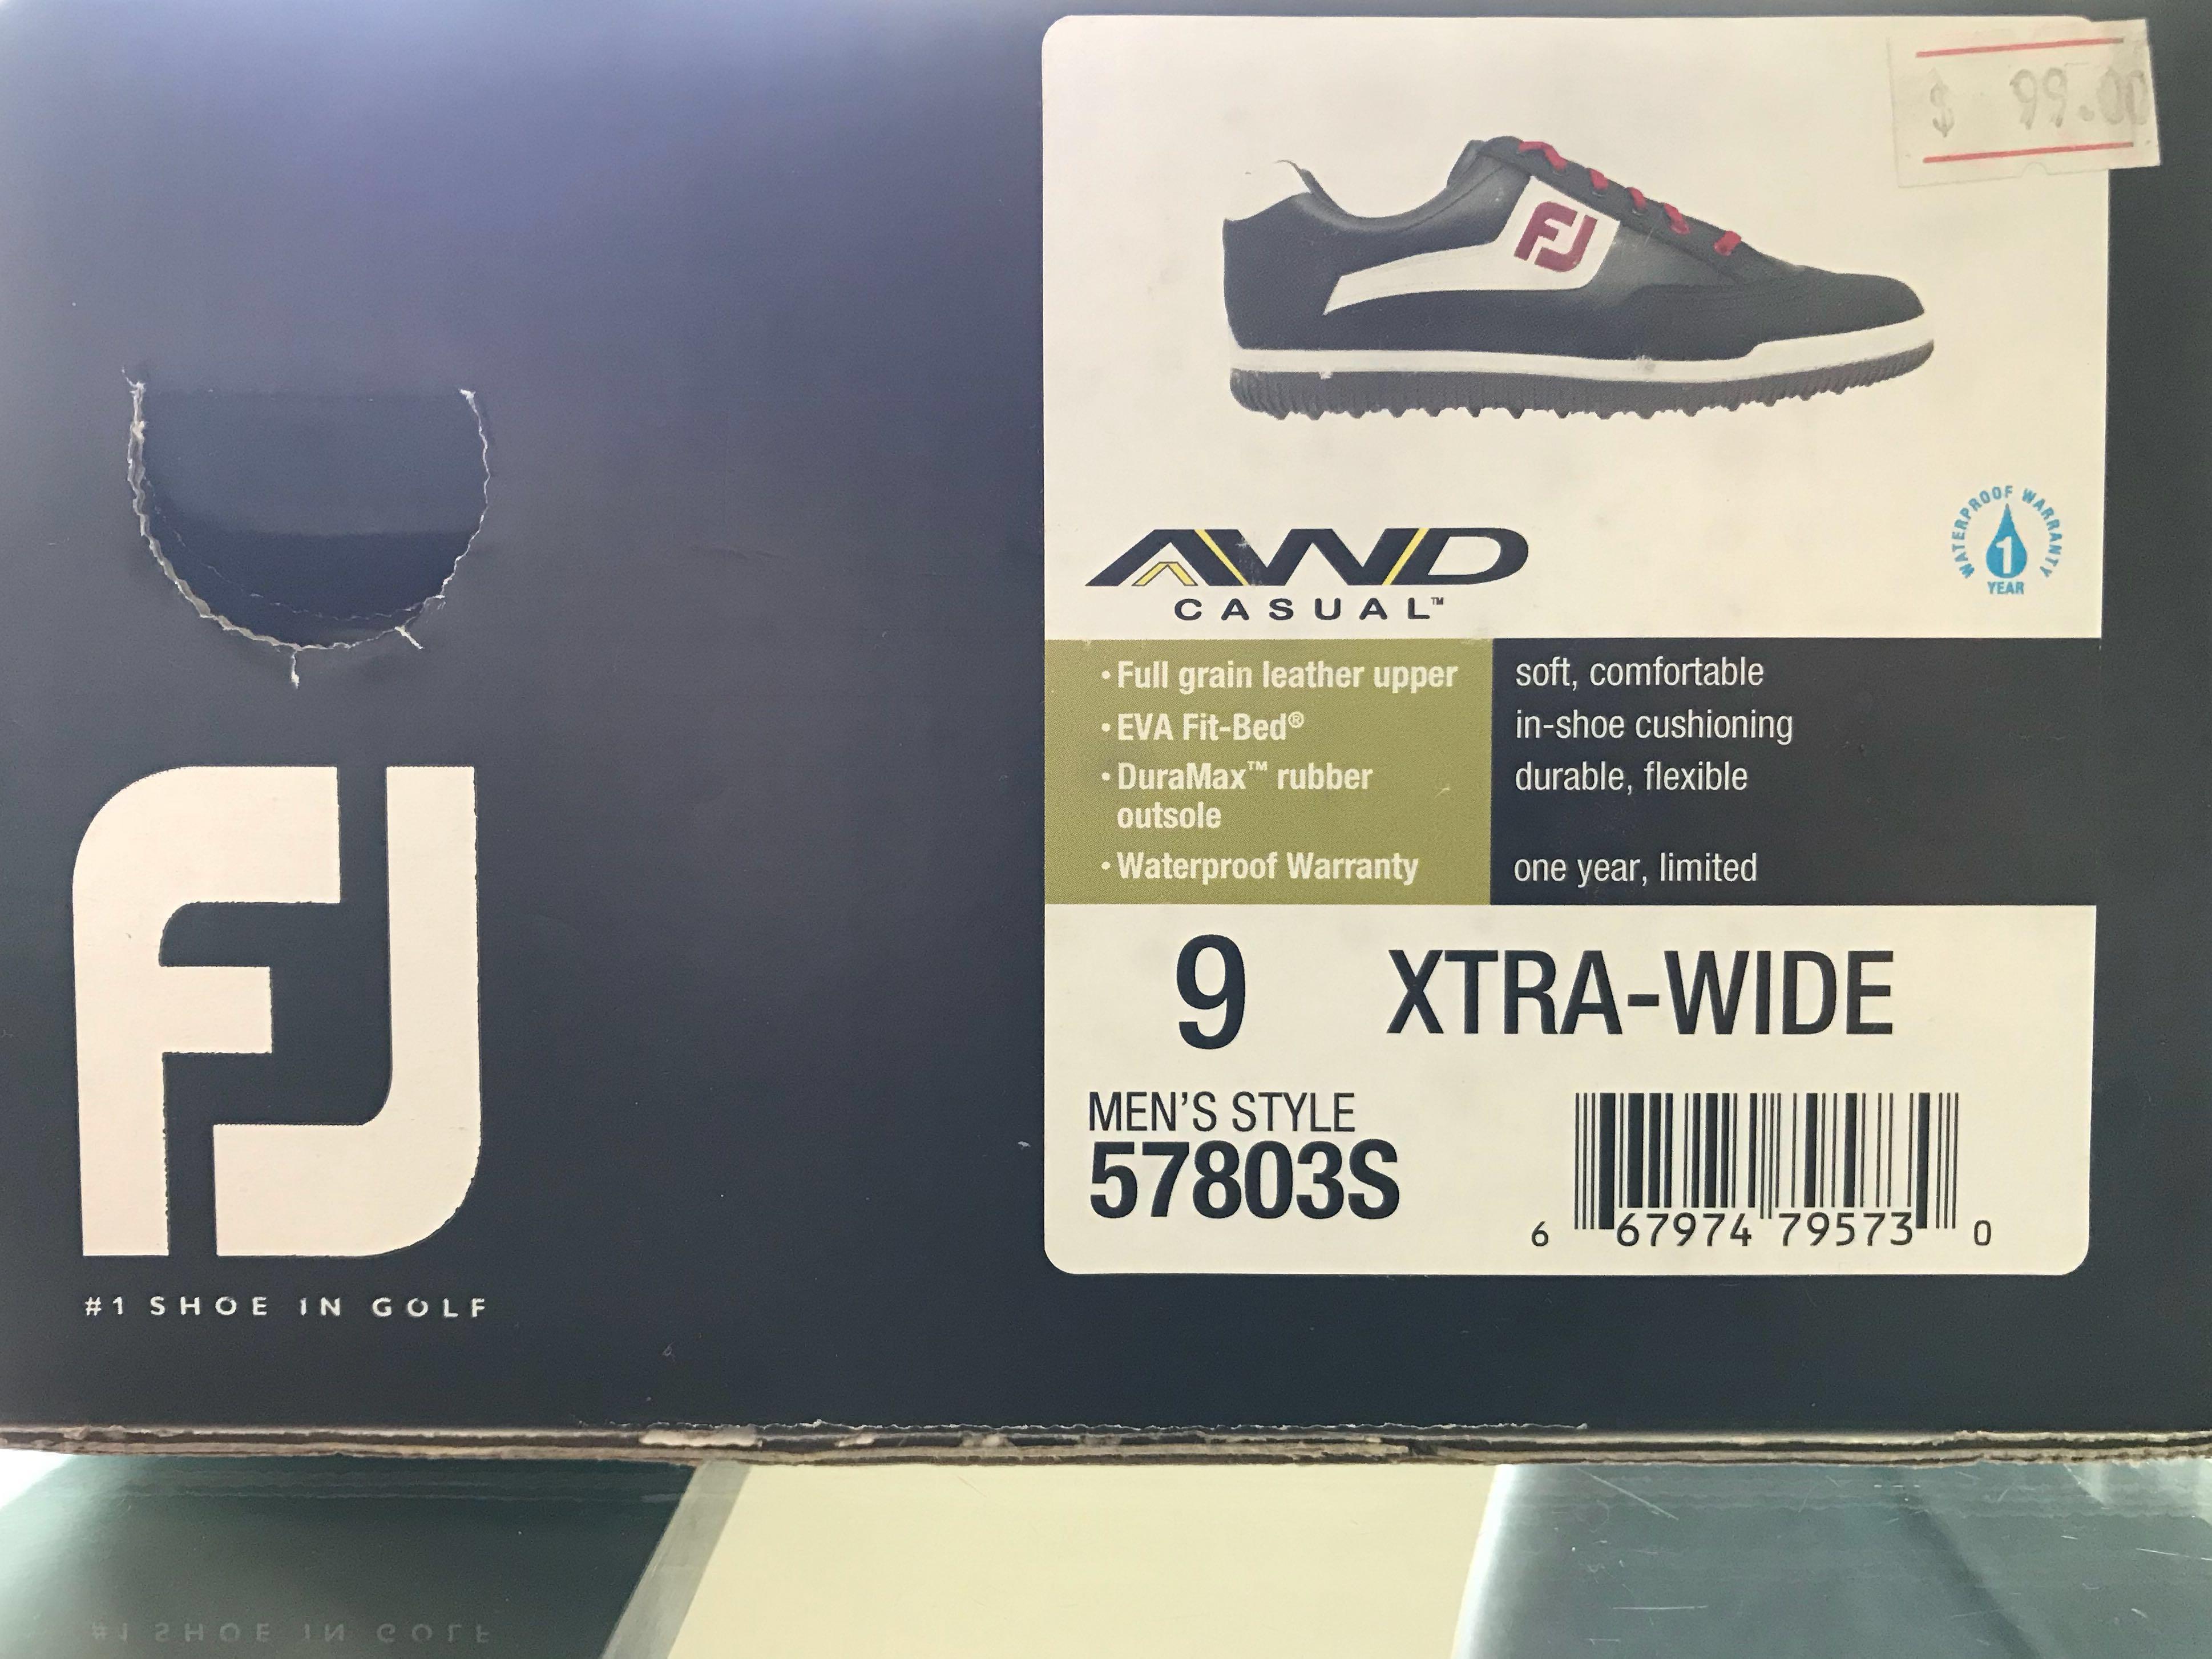 $ 99.00
FJ
AWD
CASUAL™
WATERPROOF WARRANTY
1
YEAR
• Full grain leather upper soft, comfortable
• EVA Fit-Bed® in-shoe cushioning
• DuraMax™ rubber durable, flexible
outsole
• Waterproof Warranty one year, limited
9 XTRA-WIDE
MEN'S STYLE
57803S
6 67974 79573 0
FJ
#1 SHOE IN GOLF